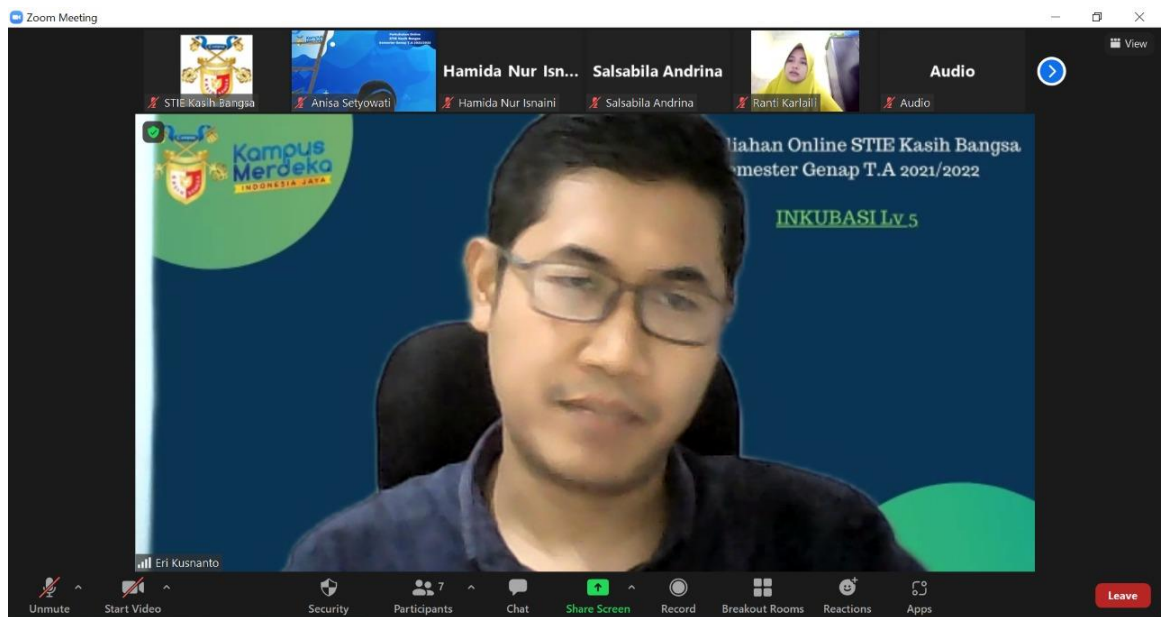 Zoom Meeting
View
Hamida Nur Isn...
Salsabila Andrina
Audio
STIE Kasih Bangsa
Anisa Setyowati
Hamida Nur Isnaini
Salsabila Andrina
Ranti Karlaili
Audio
Kampus
Merdeka
INDONESIA JAYA
liahan Online STIE Kasih Bangsa
emester Genap T.A 2021/2022
INKUBASI Lv 5
Eri Kusnanto
Unmute
Start Video
Security
7
Participants
Chat
Share Screen
Record
Breakout Rooms
Reactions
Apps
Leave